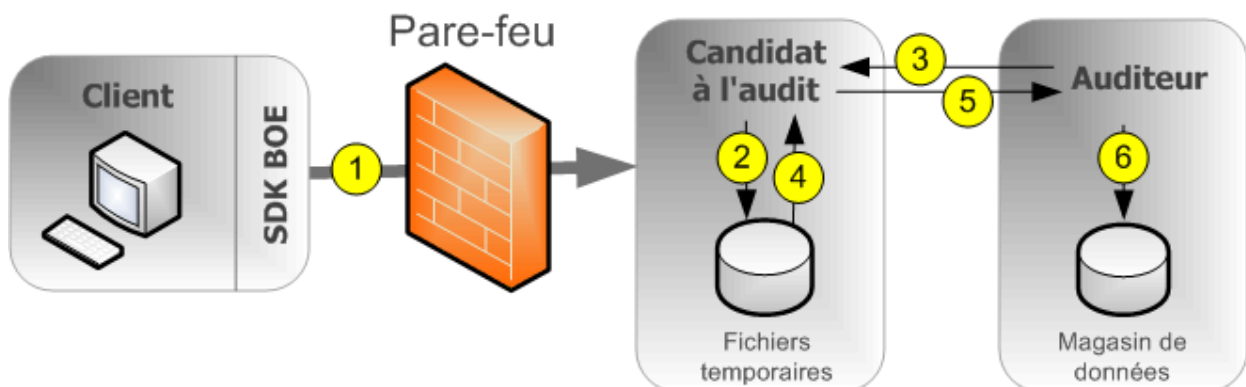 Pare-feu
Client
SDK BOE
1
Candidat
à l'audit
3
5
Auditeur
2
4
6
Fichiers
temporaires
Magasin de
données